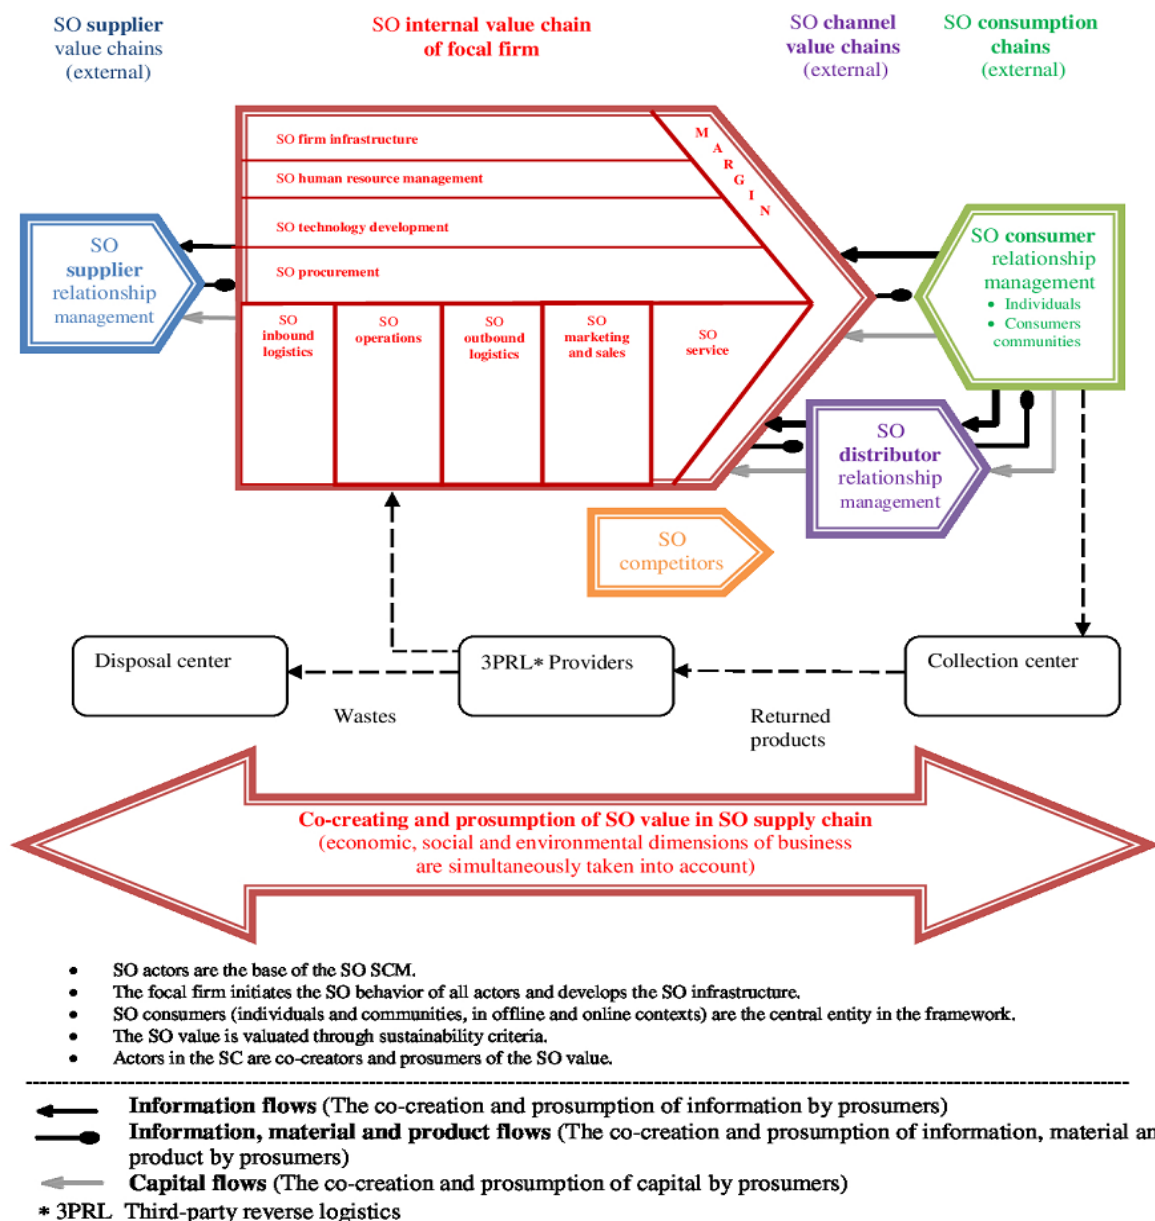 SO supplier
value chains
(external)
SO internal value chain
of focal firm
SO channel
value chains
(external)
SO consumption
chains
(external)
SO firm infrastructure
SO human resource management
SO technology development
SO procurement
MARGIN
SO
inbound
logistics
SO
operations
SO
outbound
logistics
SO
marketing
and sales
SO
service
SO
supplier
relationship
management
SO consumer
relationship
management
• Individuals
• Consumers
communities
SO
distributor
relationship
management
SO
competitors
Disposal center
3PRL* Providers
Collection center
Wastes
Returned
products
Co-creating and prosumption of SO value in SO supply chain
(economic, social and environmental dimensions of business
are simultaneously taken into account)
• SO actors are the base of the SO SCM.
• The focal firm initiates the SO behavior of all actors and develops the SO infrastructure.
• SO consumers (individuals and communities, in offline and online contexts) are the central entity in the framework.
• The SO value is valuated through sustainability criteria.
• Actors in the SC are co-creators and prosumers of the SO value.
Information flows (The co-creation and prosumption of information by prosumers)
Information, material and product flows (The co-creation and prosumption of information, material an
product by prosumers)
Capital flows (The co-creation and prosumption of capital by prosumers)
* 3PRL Third-party reverse logistics